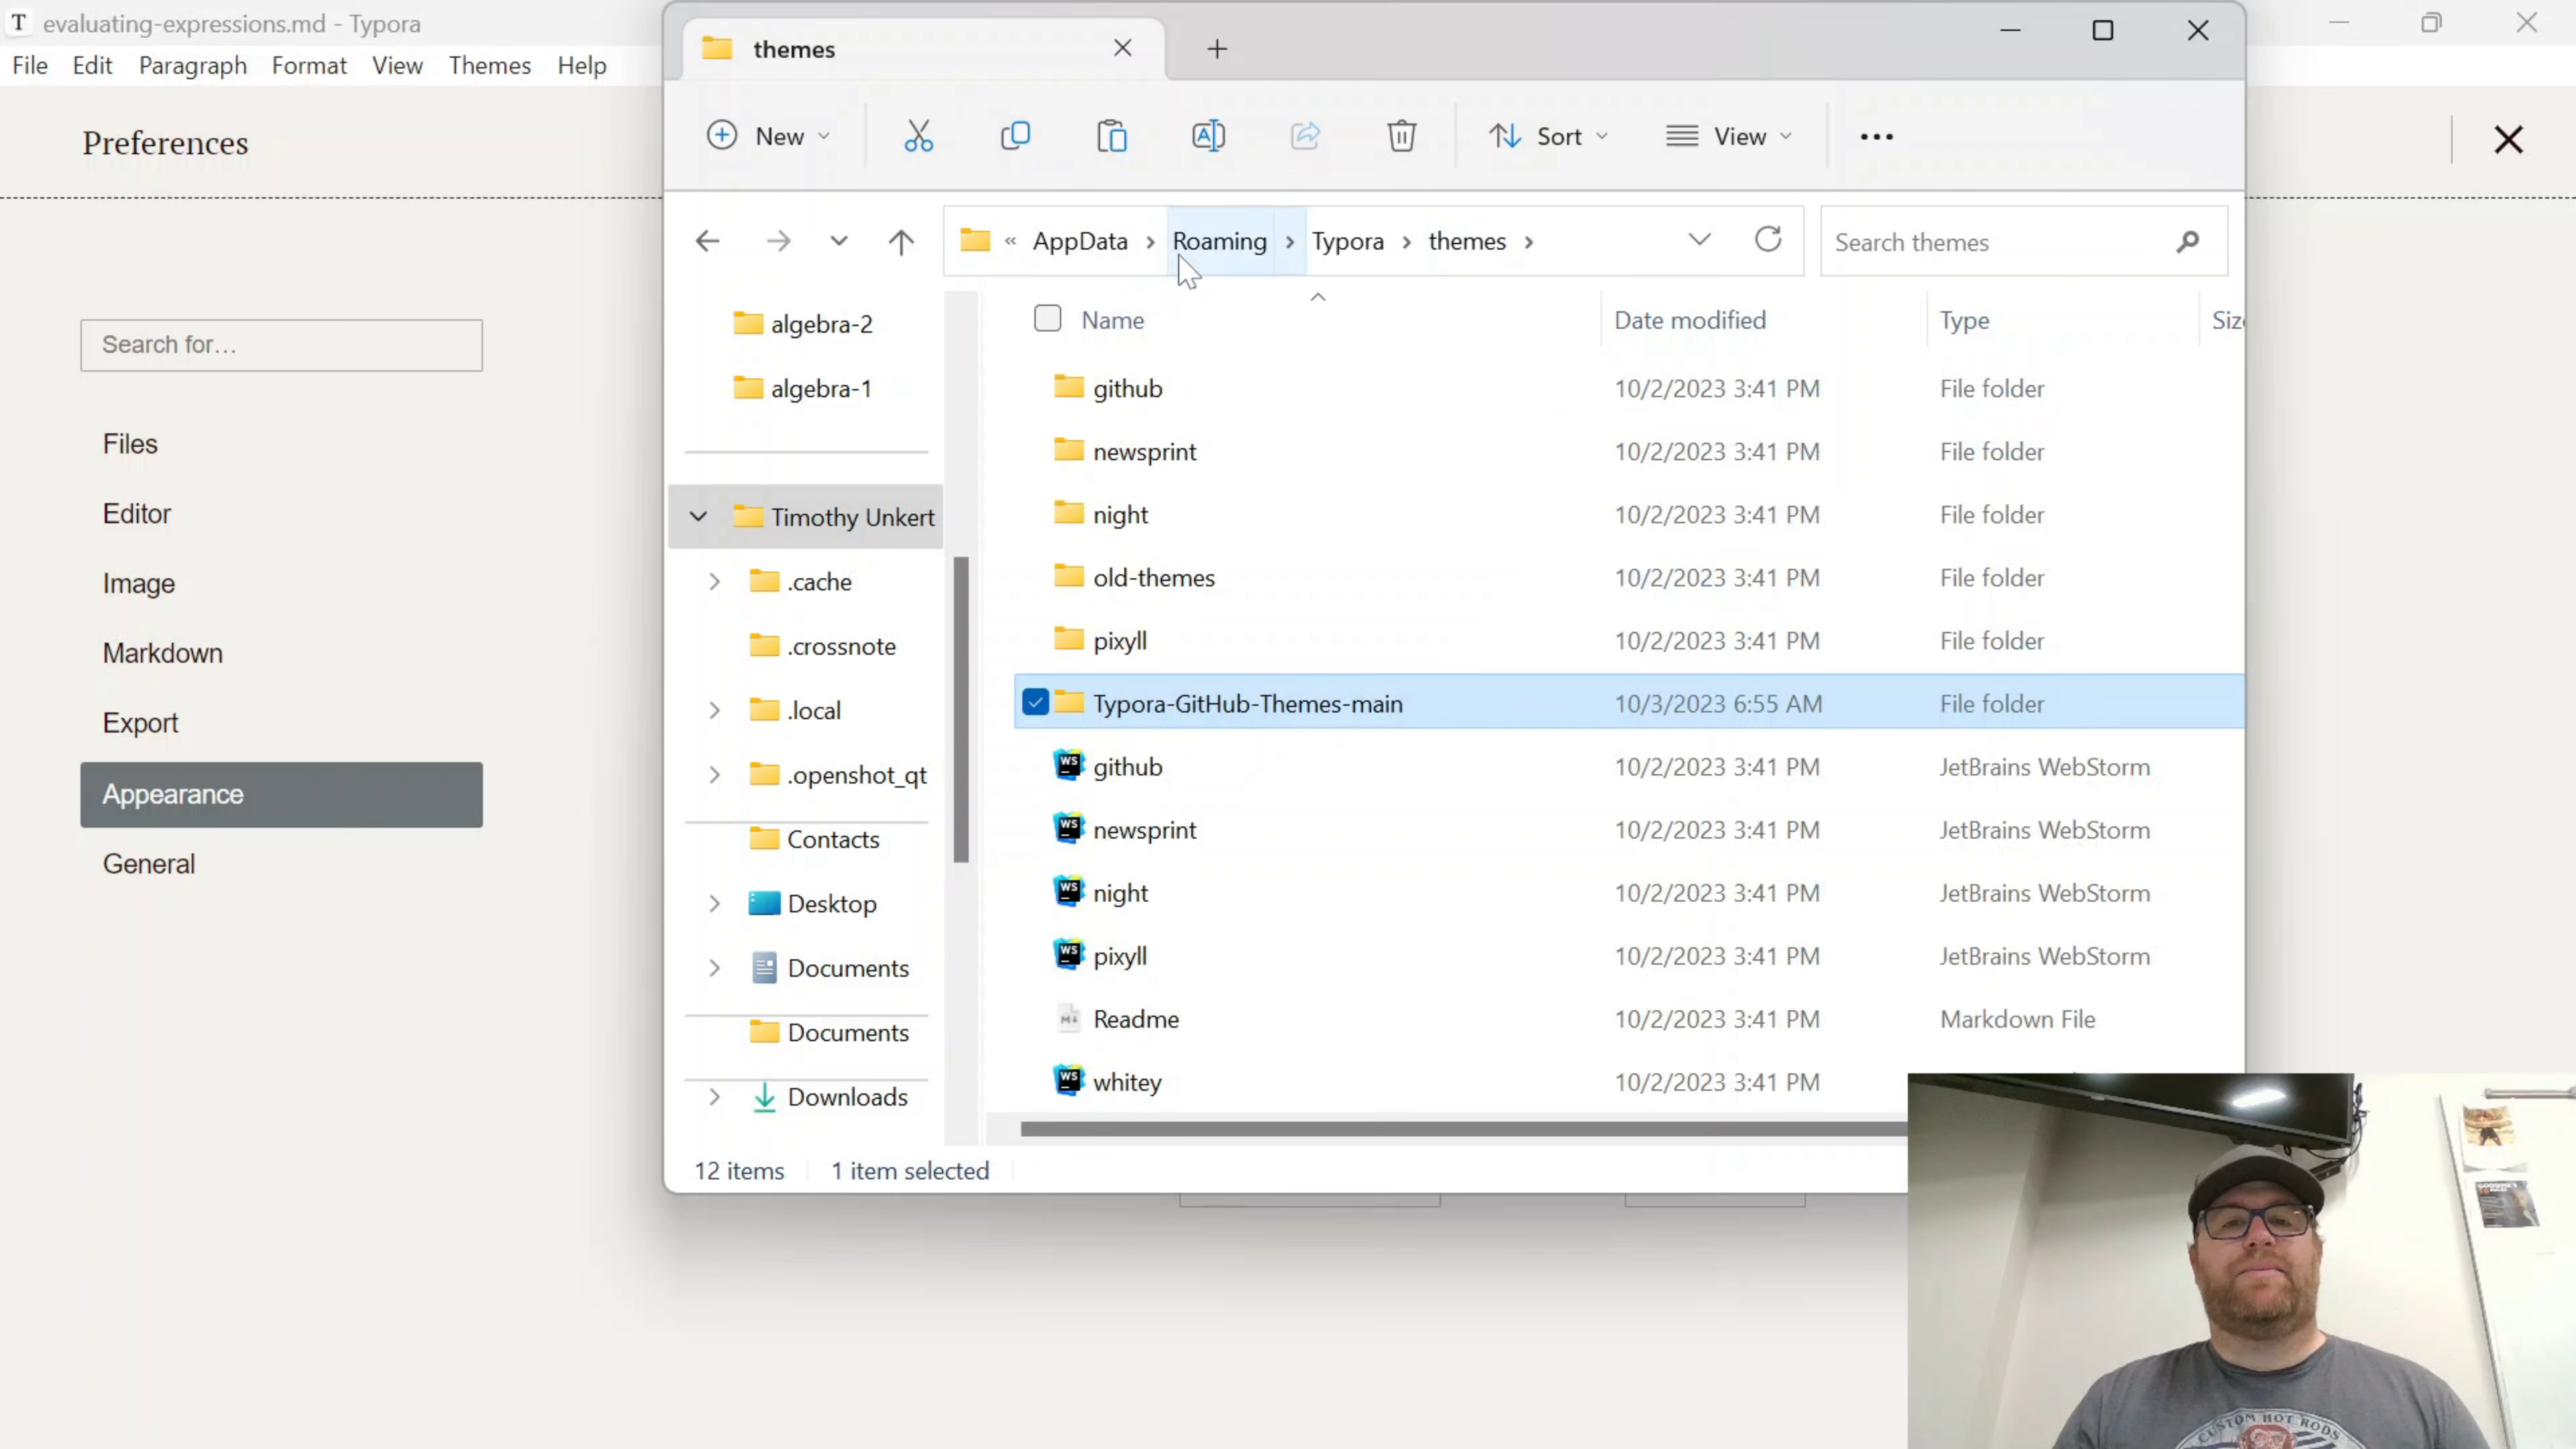 T evaluating-expressions.md - Typora
File Edit Paragraph Format View Themes Help
Preferences
Search for...
Files
Editor
Image
Markdown
Export
Appearance
General
themes
New
Sort
View
« AppData > Roaming > Typora > themes >
Search themes
algebra-2
algebra-1
Timothy Unkert
.cache
.crossnote
.local
.openshot_qt
Contacts
Desktop
Documents
Documents
Downloads
Name Date modified Type
github 10/2/2023 3:41 PM File folder
newsprint 10/2/2023 3:41 PM File folder
night 10/2/2023 3:41 PM File folder
old-themes 10/2/2023 3:41 PM File folder
pixyll 10/2/2023 3:41 PM File folder
Typora-GitHub-Themes-main 10/3/2023 6:55 AM File folder
WS github 10/2/2023 3:41 PM JetBrains WebStorm
WS newsprint 10/2/2023 3:41 PM JetBrains WebStorm
WS night 10/2/2023 3:41 PM JetBrains WebStorm
WS pixyll 10/2/2023 3:41 PM JetBrains WebStorm
Readme 10/2/2023 3:41 PM Markdown File
WS whitey 10/2/2023 3:41 PM
12 items 1 item selected
CUSTOM HOT RODS